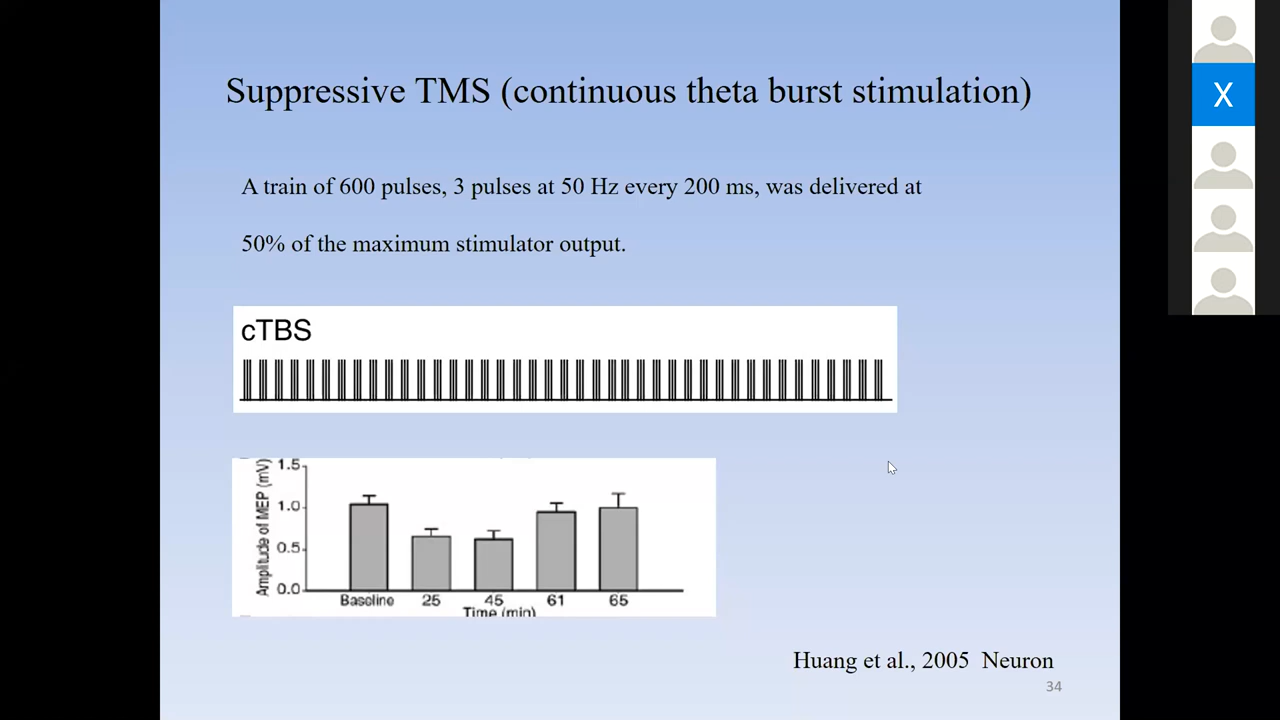 Suppressive TMS (continuous theta burst stimulation)
X
A train of 600 pulses, 3 pulses at 50 Hz every 200 ms, was delivered at
50% of the maximum stimulator output.
cTBS
Amplitude of MEP (mV)
1.5
1.0
0.5
0.0
Baseline 25 45 61 65
Time (min)
Huang et al., 2005 Neuron
34